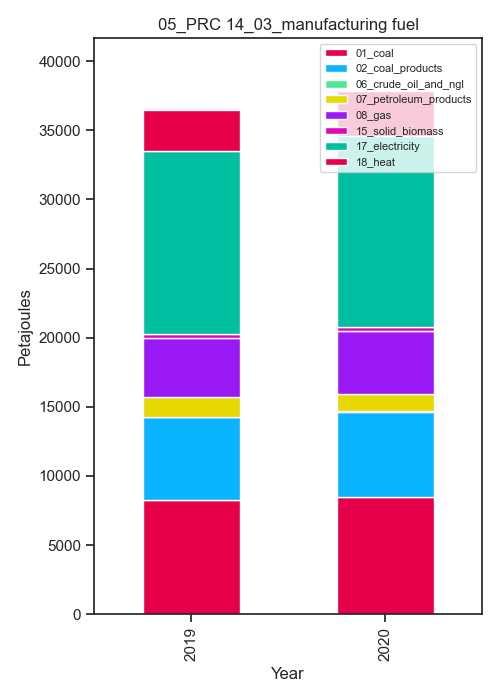 05_PRC 14_03_manufacturing fuel
01_coal
02_coal_products
06_crude_oil_and_ngl
07_petroleum_products
08_gas
15_solid_biomass
17_electricity
18_heat
40000
35000
30000
25000
20000
15000
10000
5000
0
Petajoules
2019
2020
Year